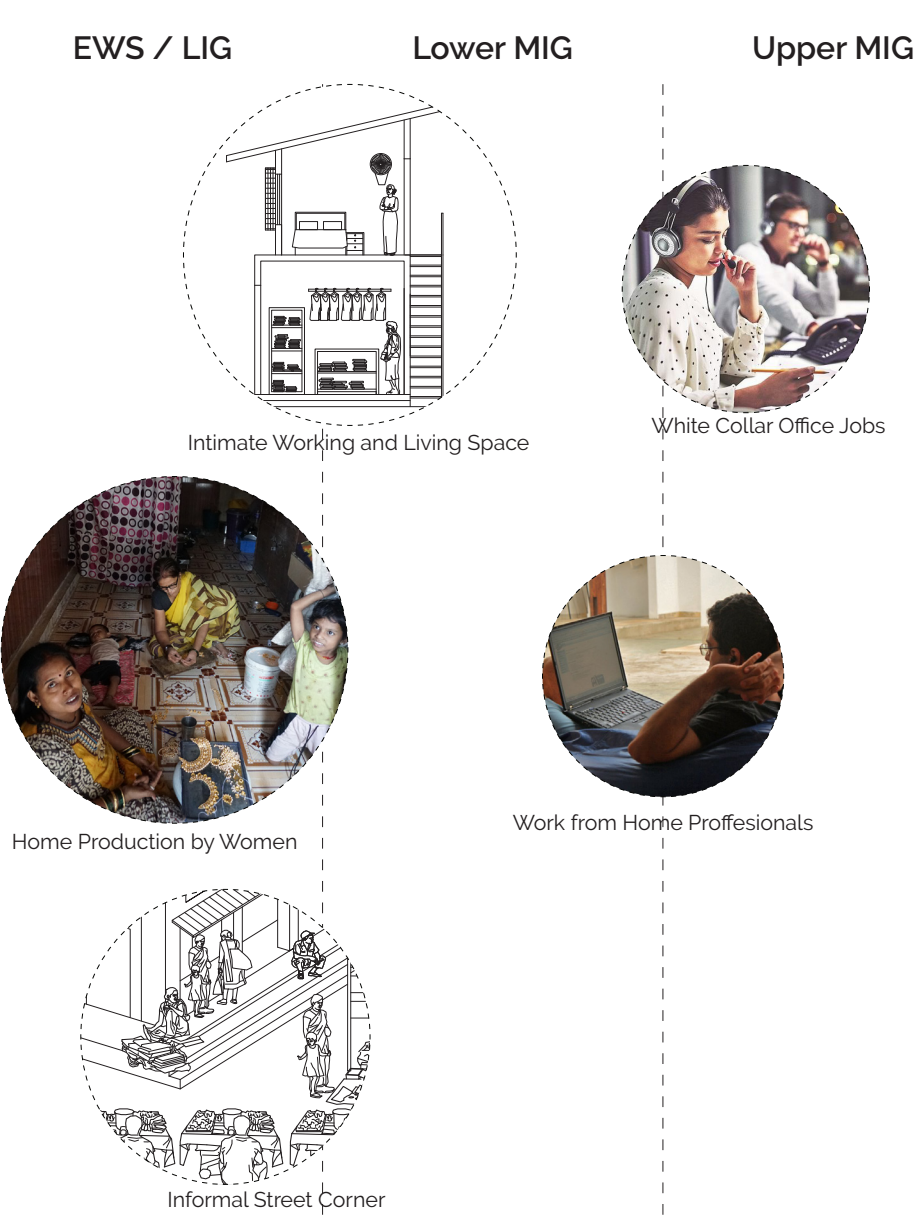 EWS / LIG
Lower MIG
Upper MIG
Intimate Working and Living Space
White Collar Office Jobs
Home Production by Women
Work from Home Proffesionals
Informal Street Corner